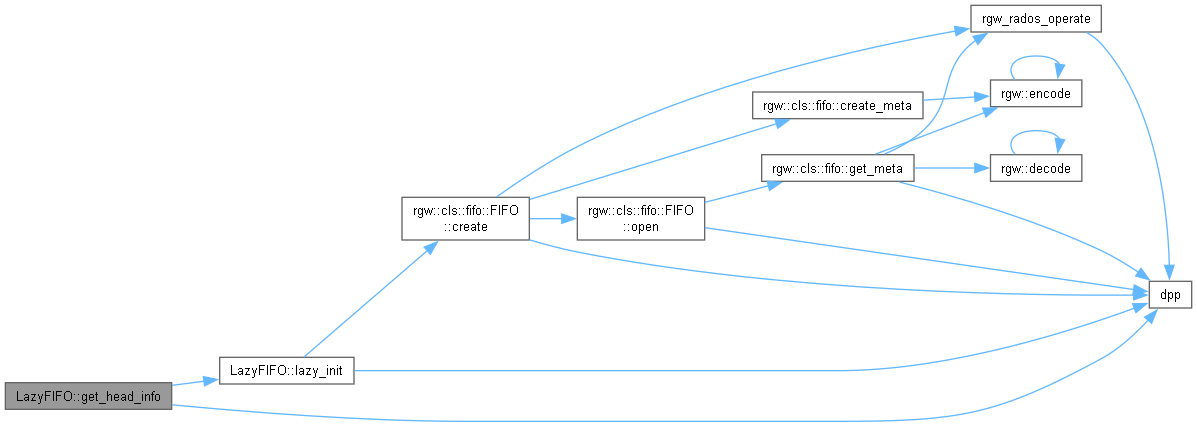 rgw_rados_operate
rgw::encode
rgw::cls::fifo::create_meta
rgw::cls::fifo::get_meta
rgw::decode
rgw::cls::fifo::FIFO
::create
rgw::cls::fifo::FIFO
::open
dpp
LazyFIFO::lazy_init
LazyFIFO::get_head_info